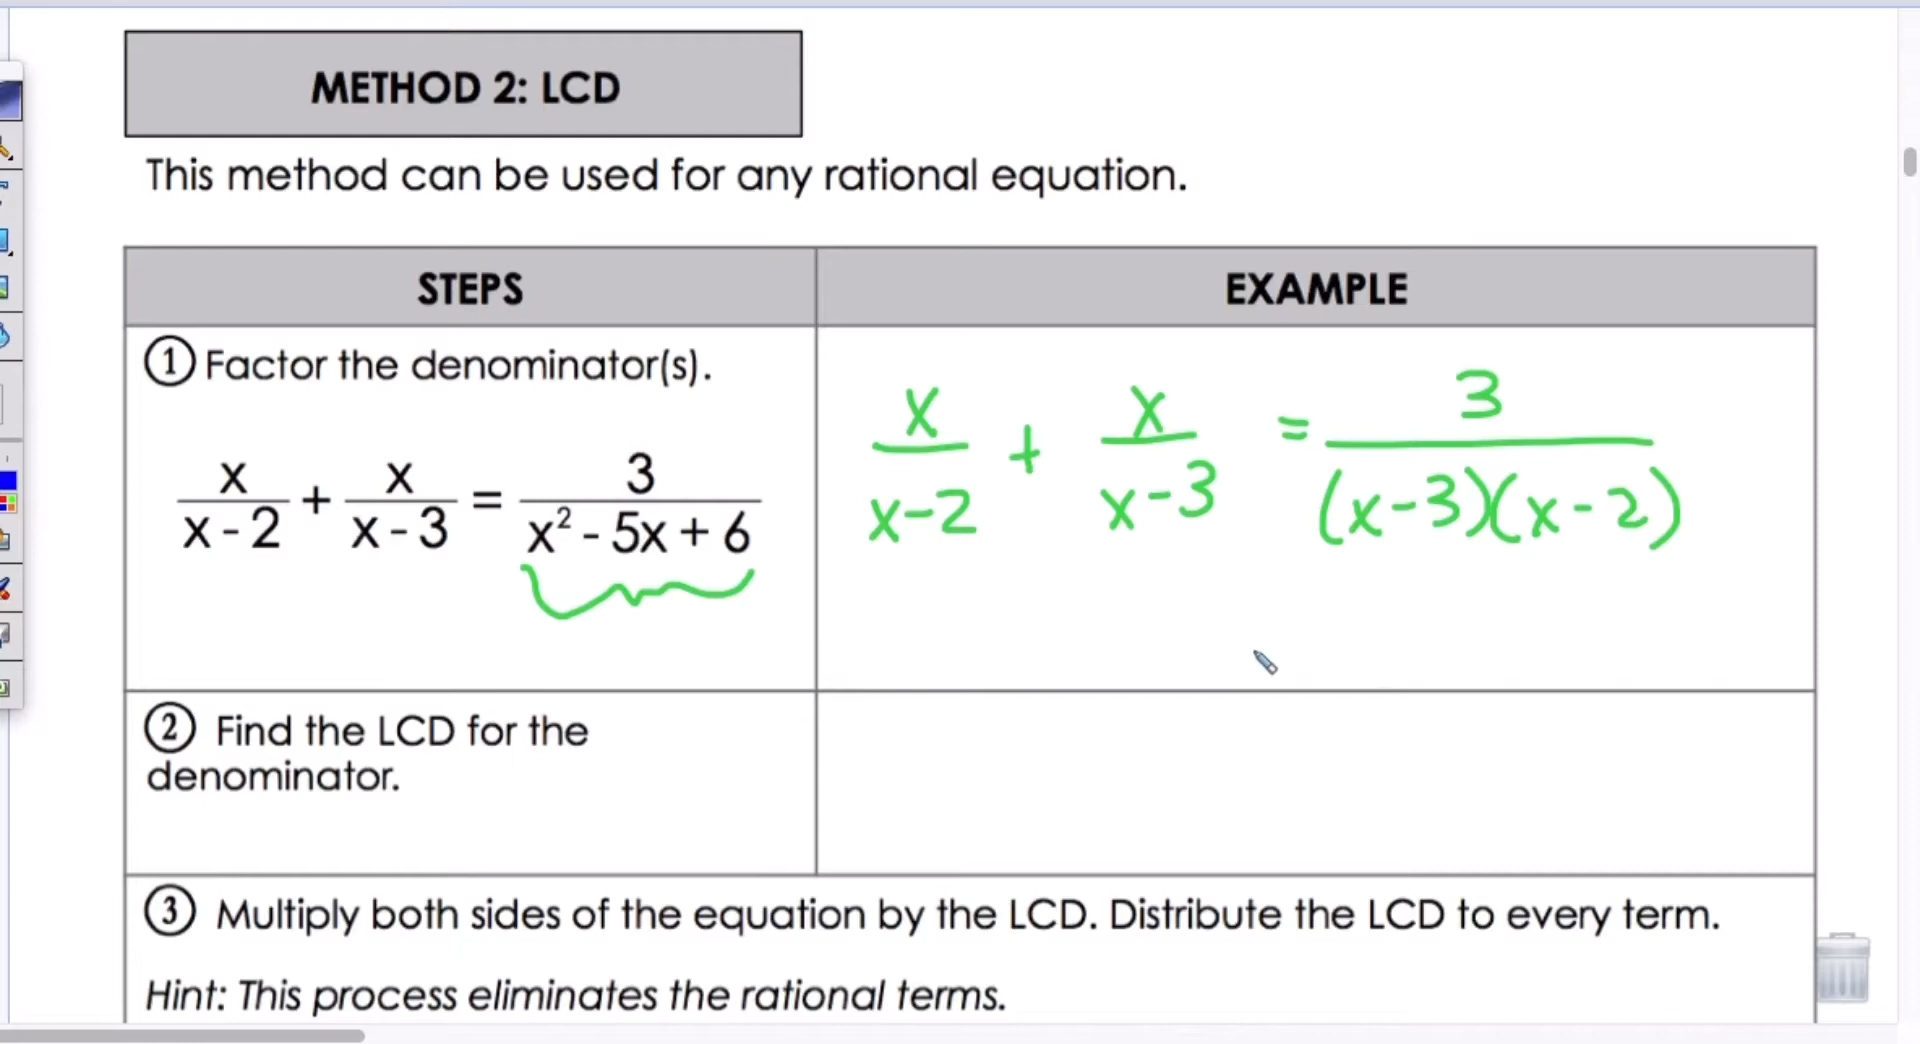 METHOD 2: LCD
This method can be used for any rational equation.
STEPS
EXAMPLE
① Factor the denominator(s).
x/(x - 2) + x/(x - 3) = 3/(x² - 5x + 6)
x/(x-2) + x/(x-3) = 3/((x-3)(x-2))
② Find the LCD for the
denominator.
③ Multiply both sides of the equation by the LCD. Distribute the LCD to every term.
Hint: This process eliminates the rational terms.